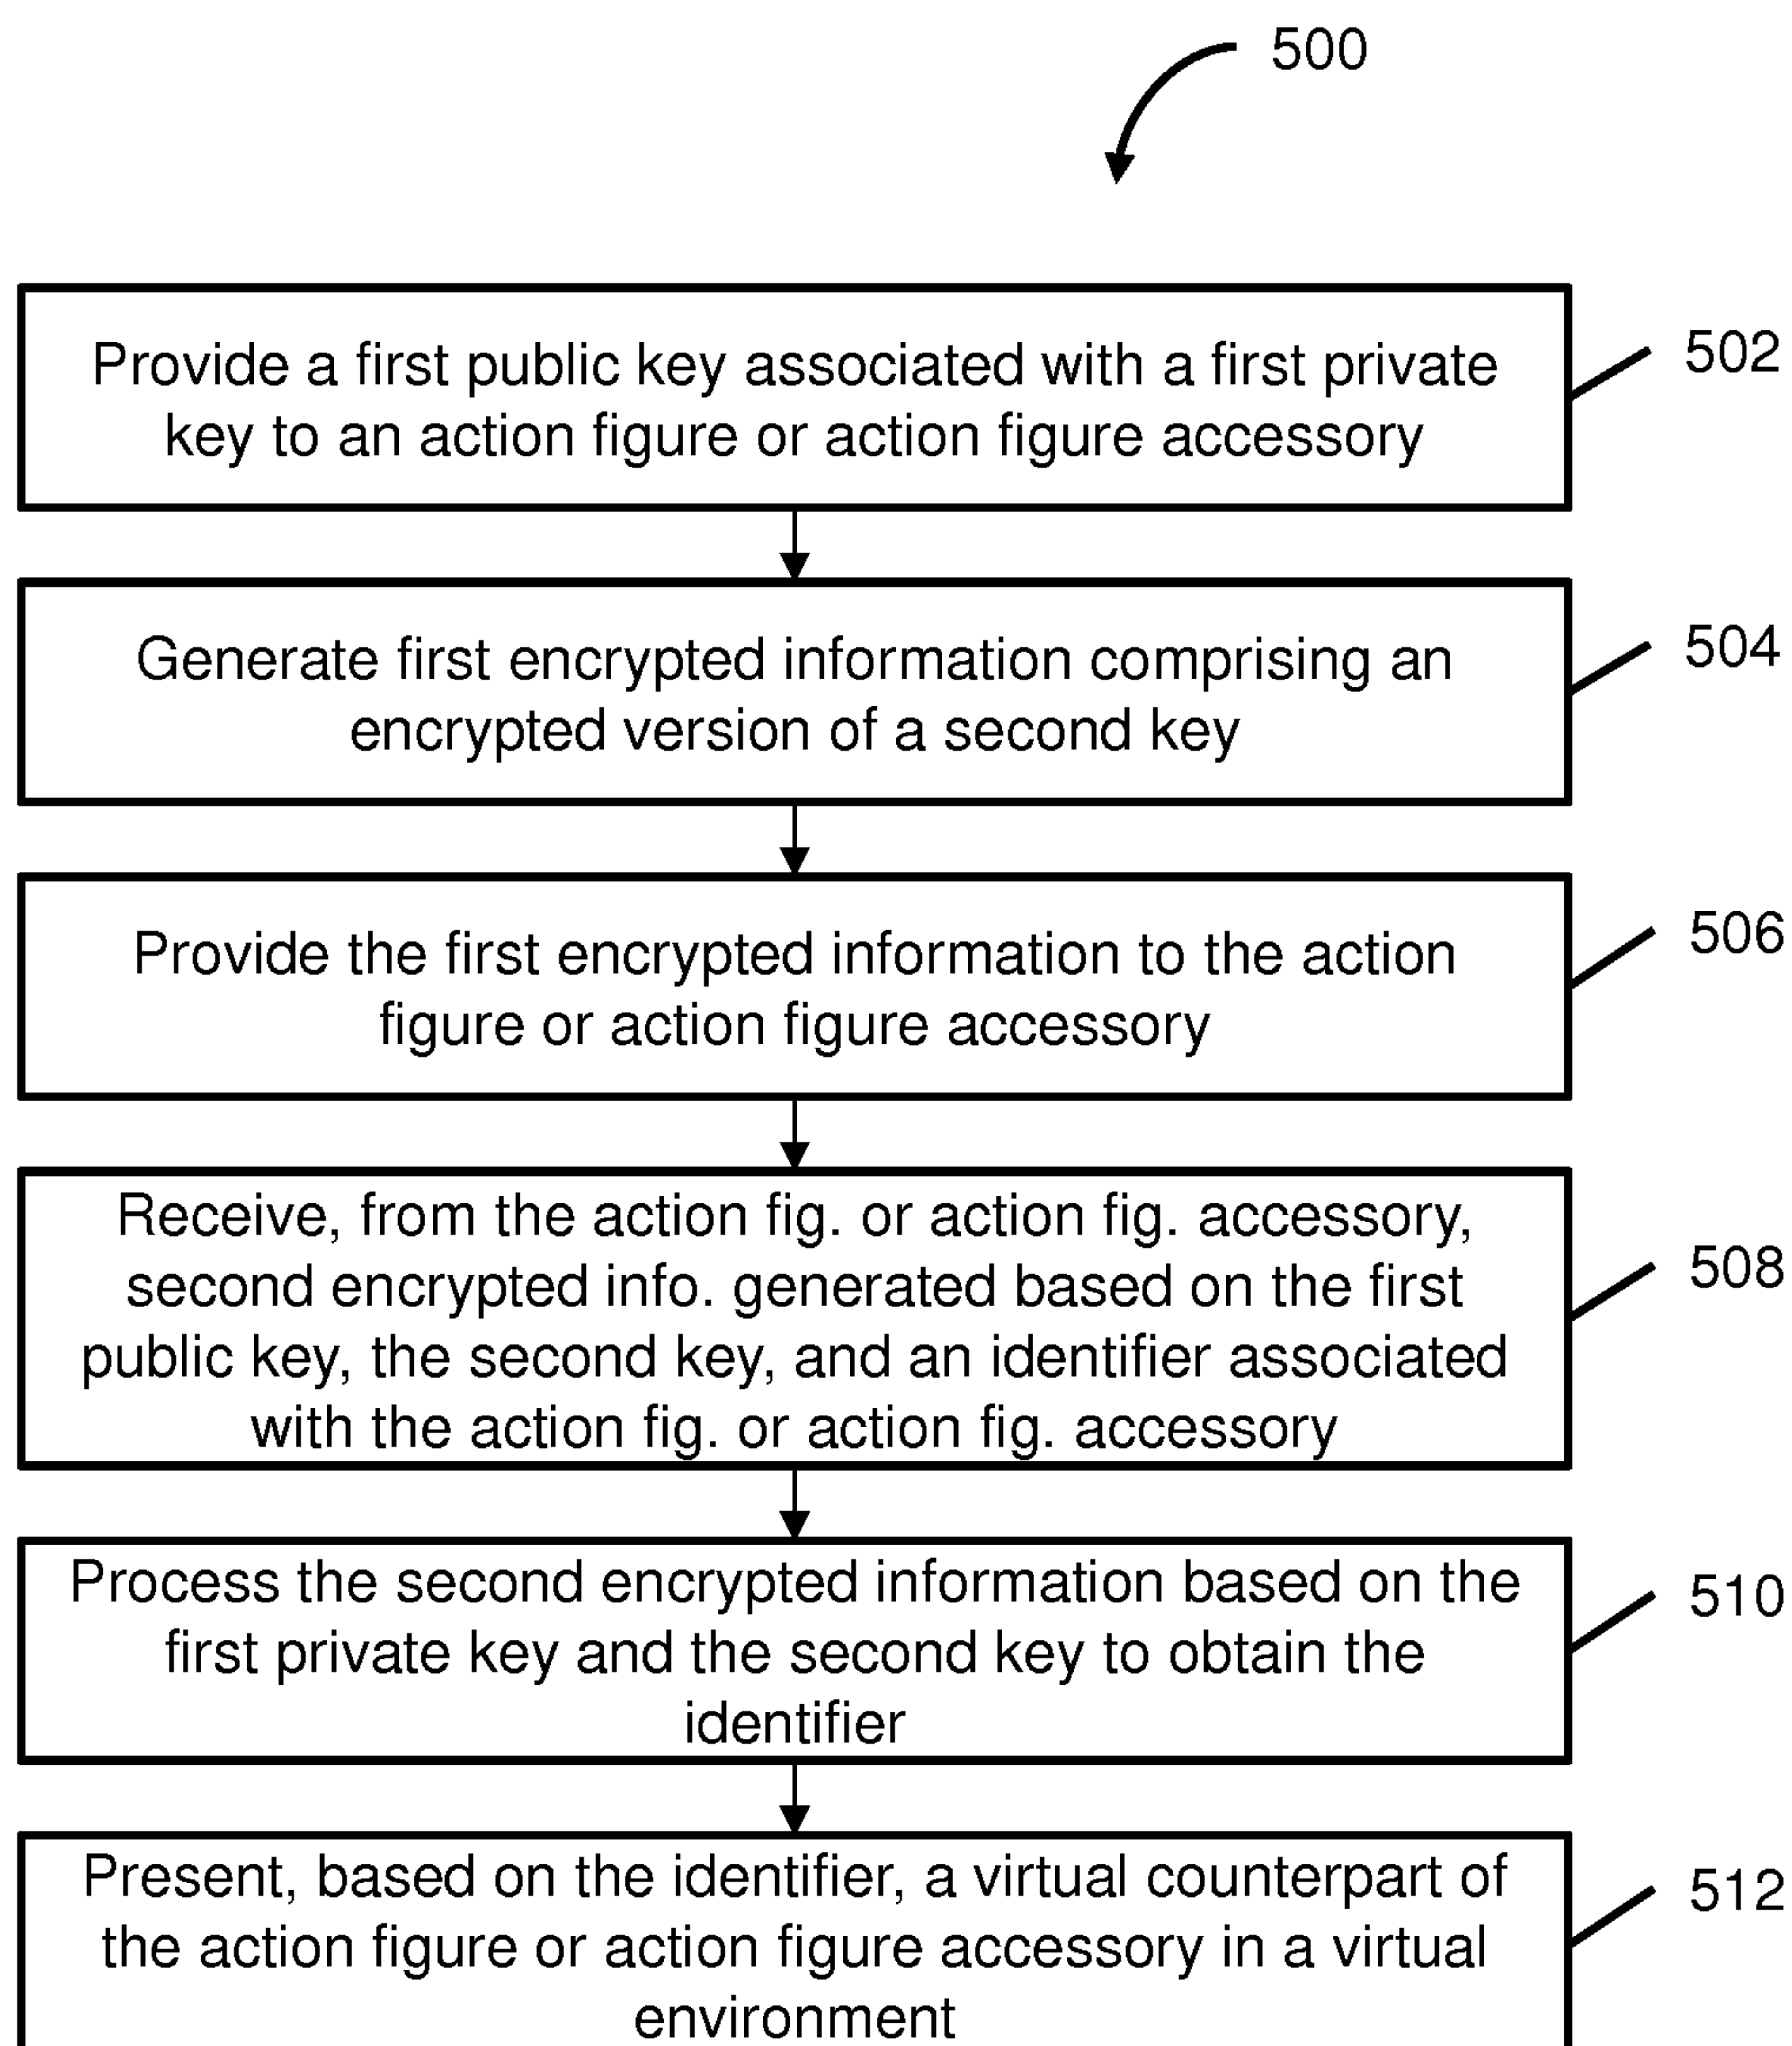 500
Provide a first public key associated with a first private
key to an action figure or action figure accessory
502
Generate first encrypted information comprising an
encrypted version of a second key
504
Provide the first encrypted information to the action
figure or action figure accessory
506
Receive, from the action fig. or action fig. accessory,
second encrypted info. generated based on the first
public key, the second key, and an identifier associated
with the action fig. or action fig. accessory
508
Process the second encrypted information based on the
first private key and the second key to obtain the
identifier
510
Present, based on the identifier, a virtual counterpart of
the action figure or action figure accessory in a virtual
environment
512